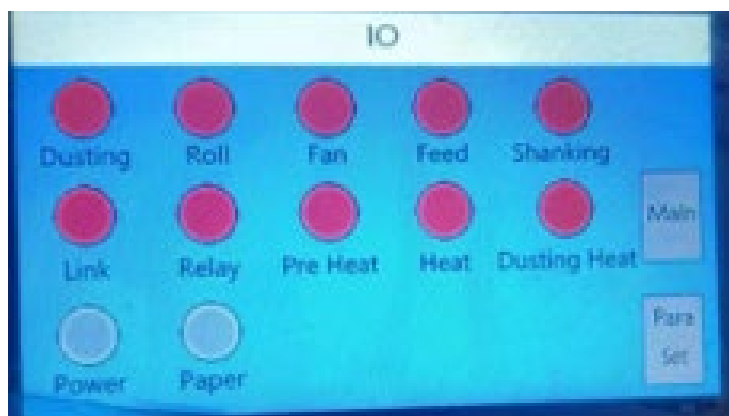 IO
Dusting Roll Fan Feed Shanking
Link Relay Pre Heat Heat Dusting Heat
Main
Power Paper
Para
Set